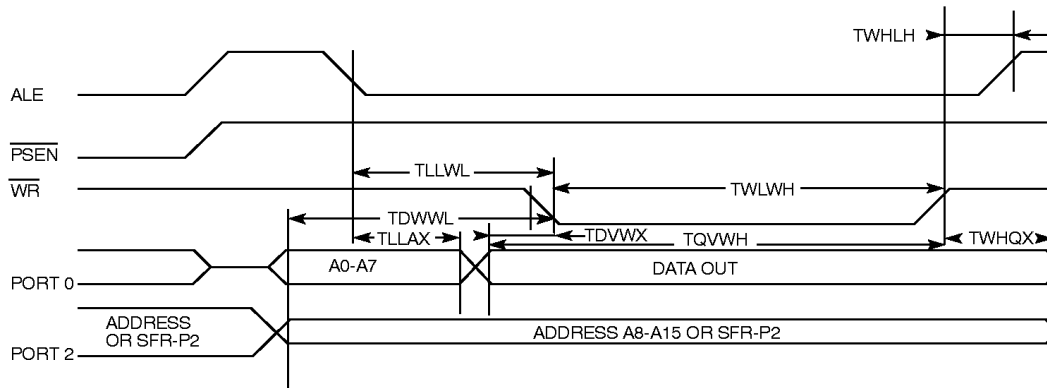 TWHLH
ALE
PSEN
TLLWL
WR
TWLWH
TDWWL
TLLAX
TDVWX
TQVWH
TWHQX
A0-A7
DATA OUT
PORT 0
ADDRESS
OR SFR-P2
ADDRESS A8-A15 OR SFR-P2
PORT 2